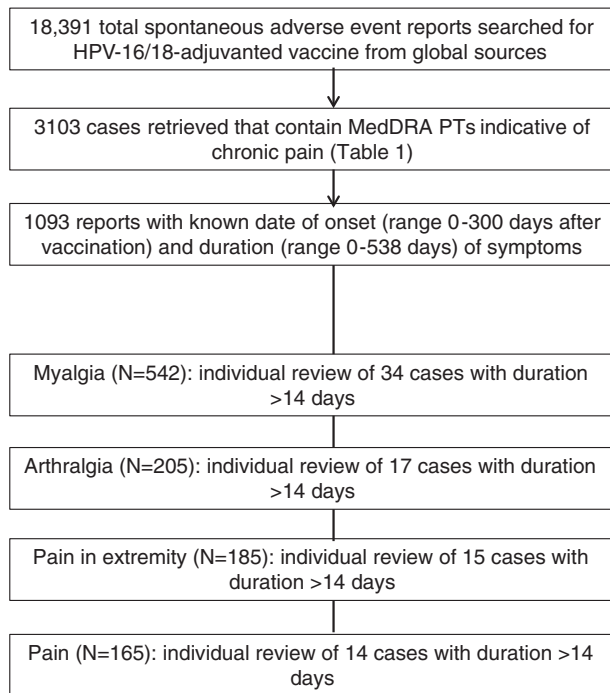 18,391 total spontaneous adverse event reports searched for
HPV-16/18-adjuvanted vaccine from global sources
3103 cases retrieved that contain MedDRA PTs indicative of
chronic pain (Table 1)
1093 reports with known date of onset (range 0-300 days after
vaccination) and duration (range 0-538 days) of symptoms
Myalgia (N=542): individual review of 34 cases with duration
>14 days
Arthralgia (N=205): individual review of 17 cases with duration
>14 days
Pain in extremity (N=185): individual review of 15 cases with
duration >14 days
Pain (N=165): individual review of 14 cases with duration >14
days